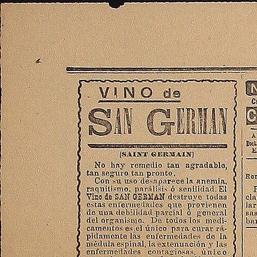 VINO de
SAN GERMAN
(SAINT GERMAIN)
No hay remedio tan agradable,
tan seguro tan pronto.
Con su uso desaparece la anemia,
raquitismo, parálisis ó senilidad. El
Vino de SAN GERMAN destruye todas
estas enfermedades que provienen
de una debilidad parcial ó general
del organismo. De todos los medi-
camentos es el único para curar rá-
pidamente las enfermedades de la
médula espinal, la extenuación y las
enfermedades contagiosas, único